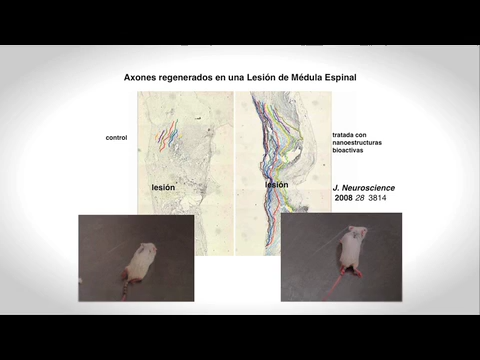 Axones regenerados en una Lesión de Médula Espinal
control
tratada con
nanoestructuras
bioactivas
lesión
lesión
J. Neuroscience
2008 28 3814